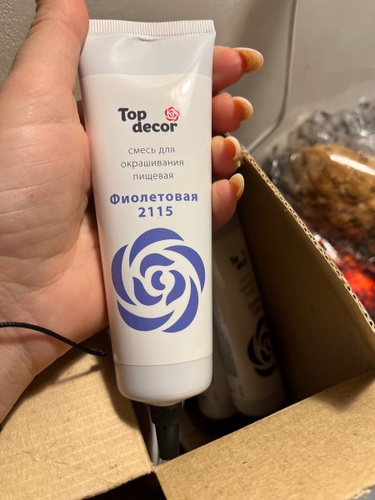 Top
decor
смесь для
окрашивания
пищевая
Фиолетовая
2115